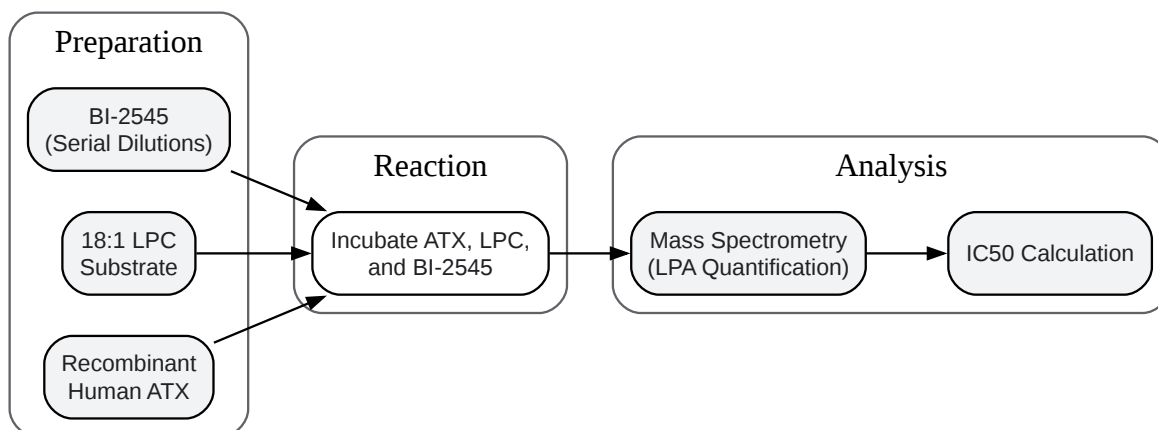 Preparation
BI-2545
(Serial Dilutions)
18:1 LPC
Substrate
Recombinant
Human ATX
Reaction
Incubate ATX, LPC,
and BI-2545
Analysis
Mass Spectrometry
(LPA Quantification)
IC50 Calculation